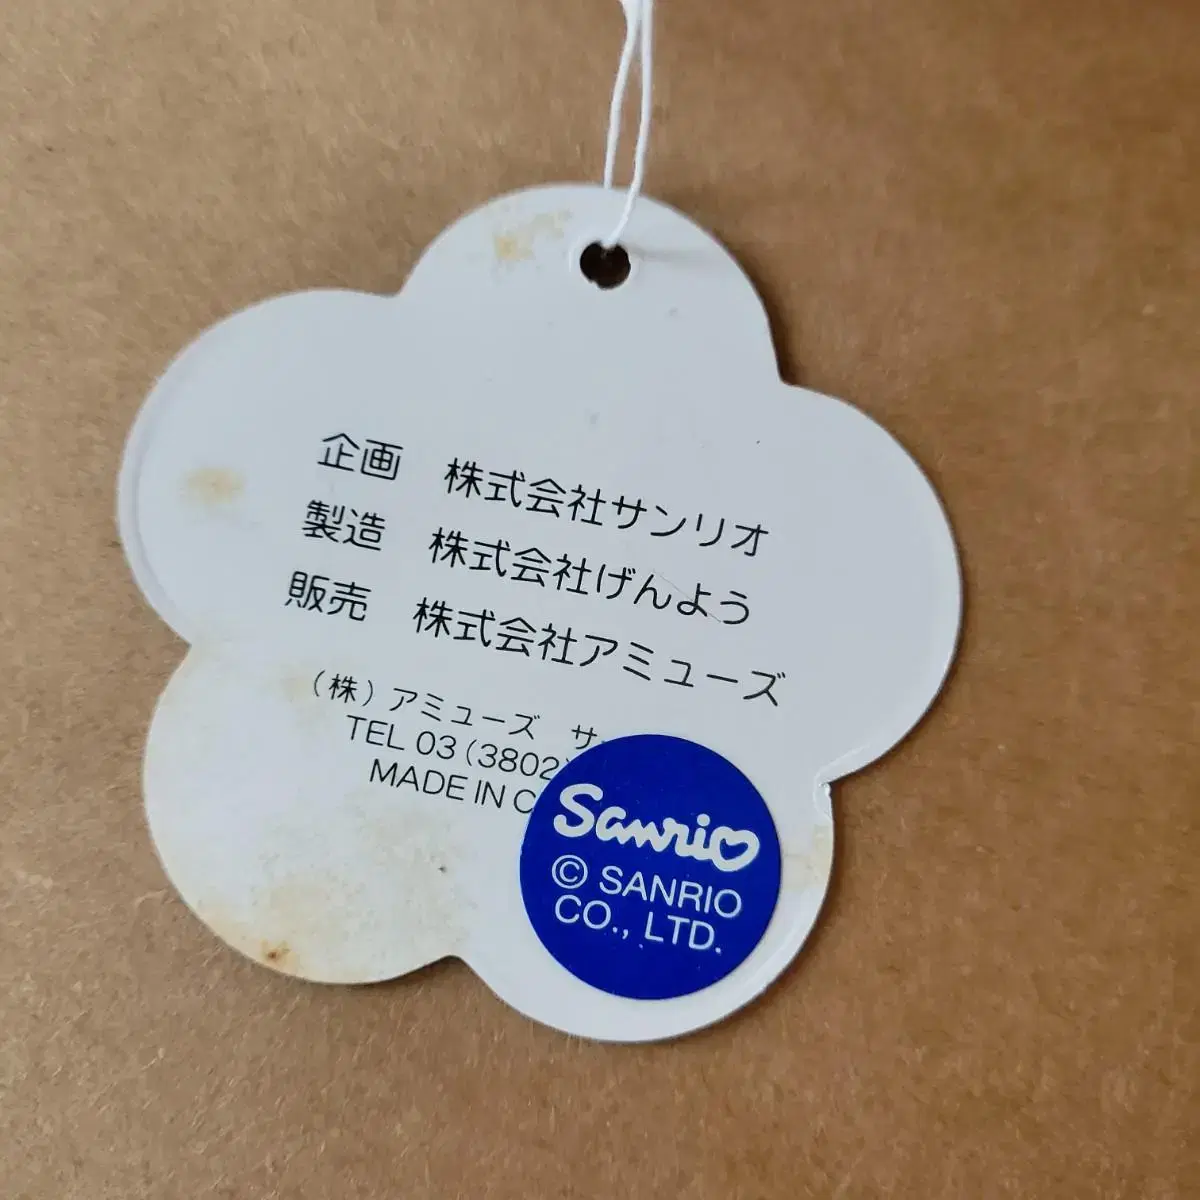 企画 株式会社サンリオ
製造 株式会社げんよう
販売 株式会社アミューズ
(株)アミューズ
TEL 03 (3802)
MADE IN
Sanrio
© SANRIO
CO., LTD.